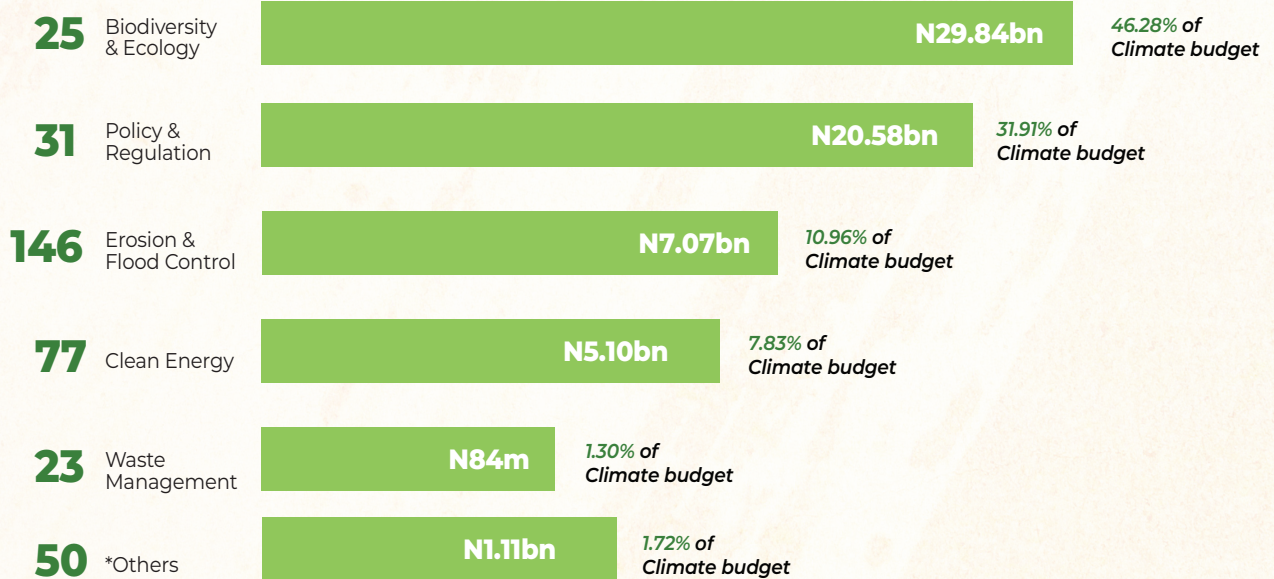 25
Biodiversity
& Ecology
N29.84bn
46.28% of
Climate budget
31
Policy &
Regulation
N20.58bn
31.91% of
Climate budget
146
Erosion &
Flood Control
N7.07bn
10.96% of
Climate budget
77
Clean Energy
N5.10bn
7.83% of
Climate budget
23
Waste
Management
N84m
1.30% of
Climate budget
50
*Others
N1.11bn
1.72% of
Climate budget